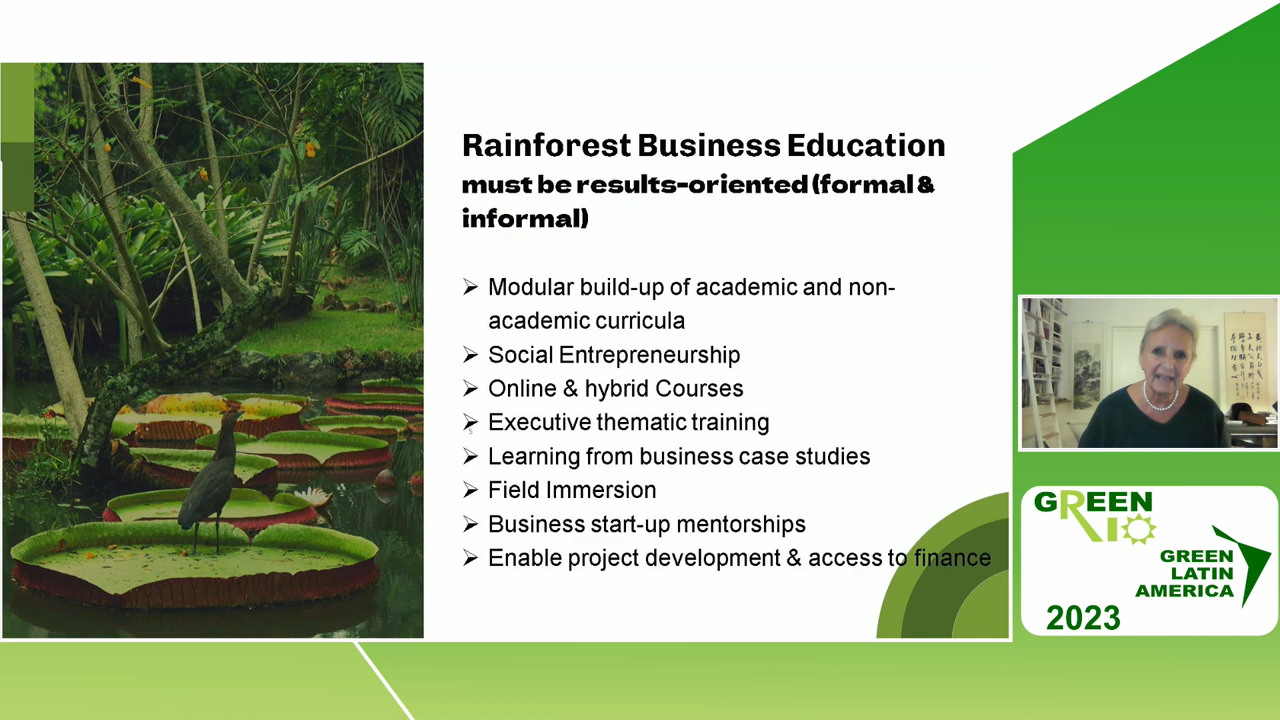 Rainforest Business Education
must be results-oriented (formal &
informal)
➢ Modular build-up of academic and non-
academic curricula
➢ Social Entrepreneurship
➢ Online & hybrid Courses
➢ Executive thematic training
➢ Learning from business case studies
➢ Field Immersion
➢ Business start-up mentorships
➢ Enable project development & access to finance
GREEN
RIO
GREEN
LATIN
AMERICA
2023